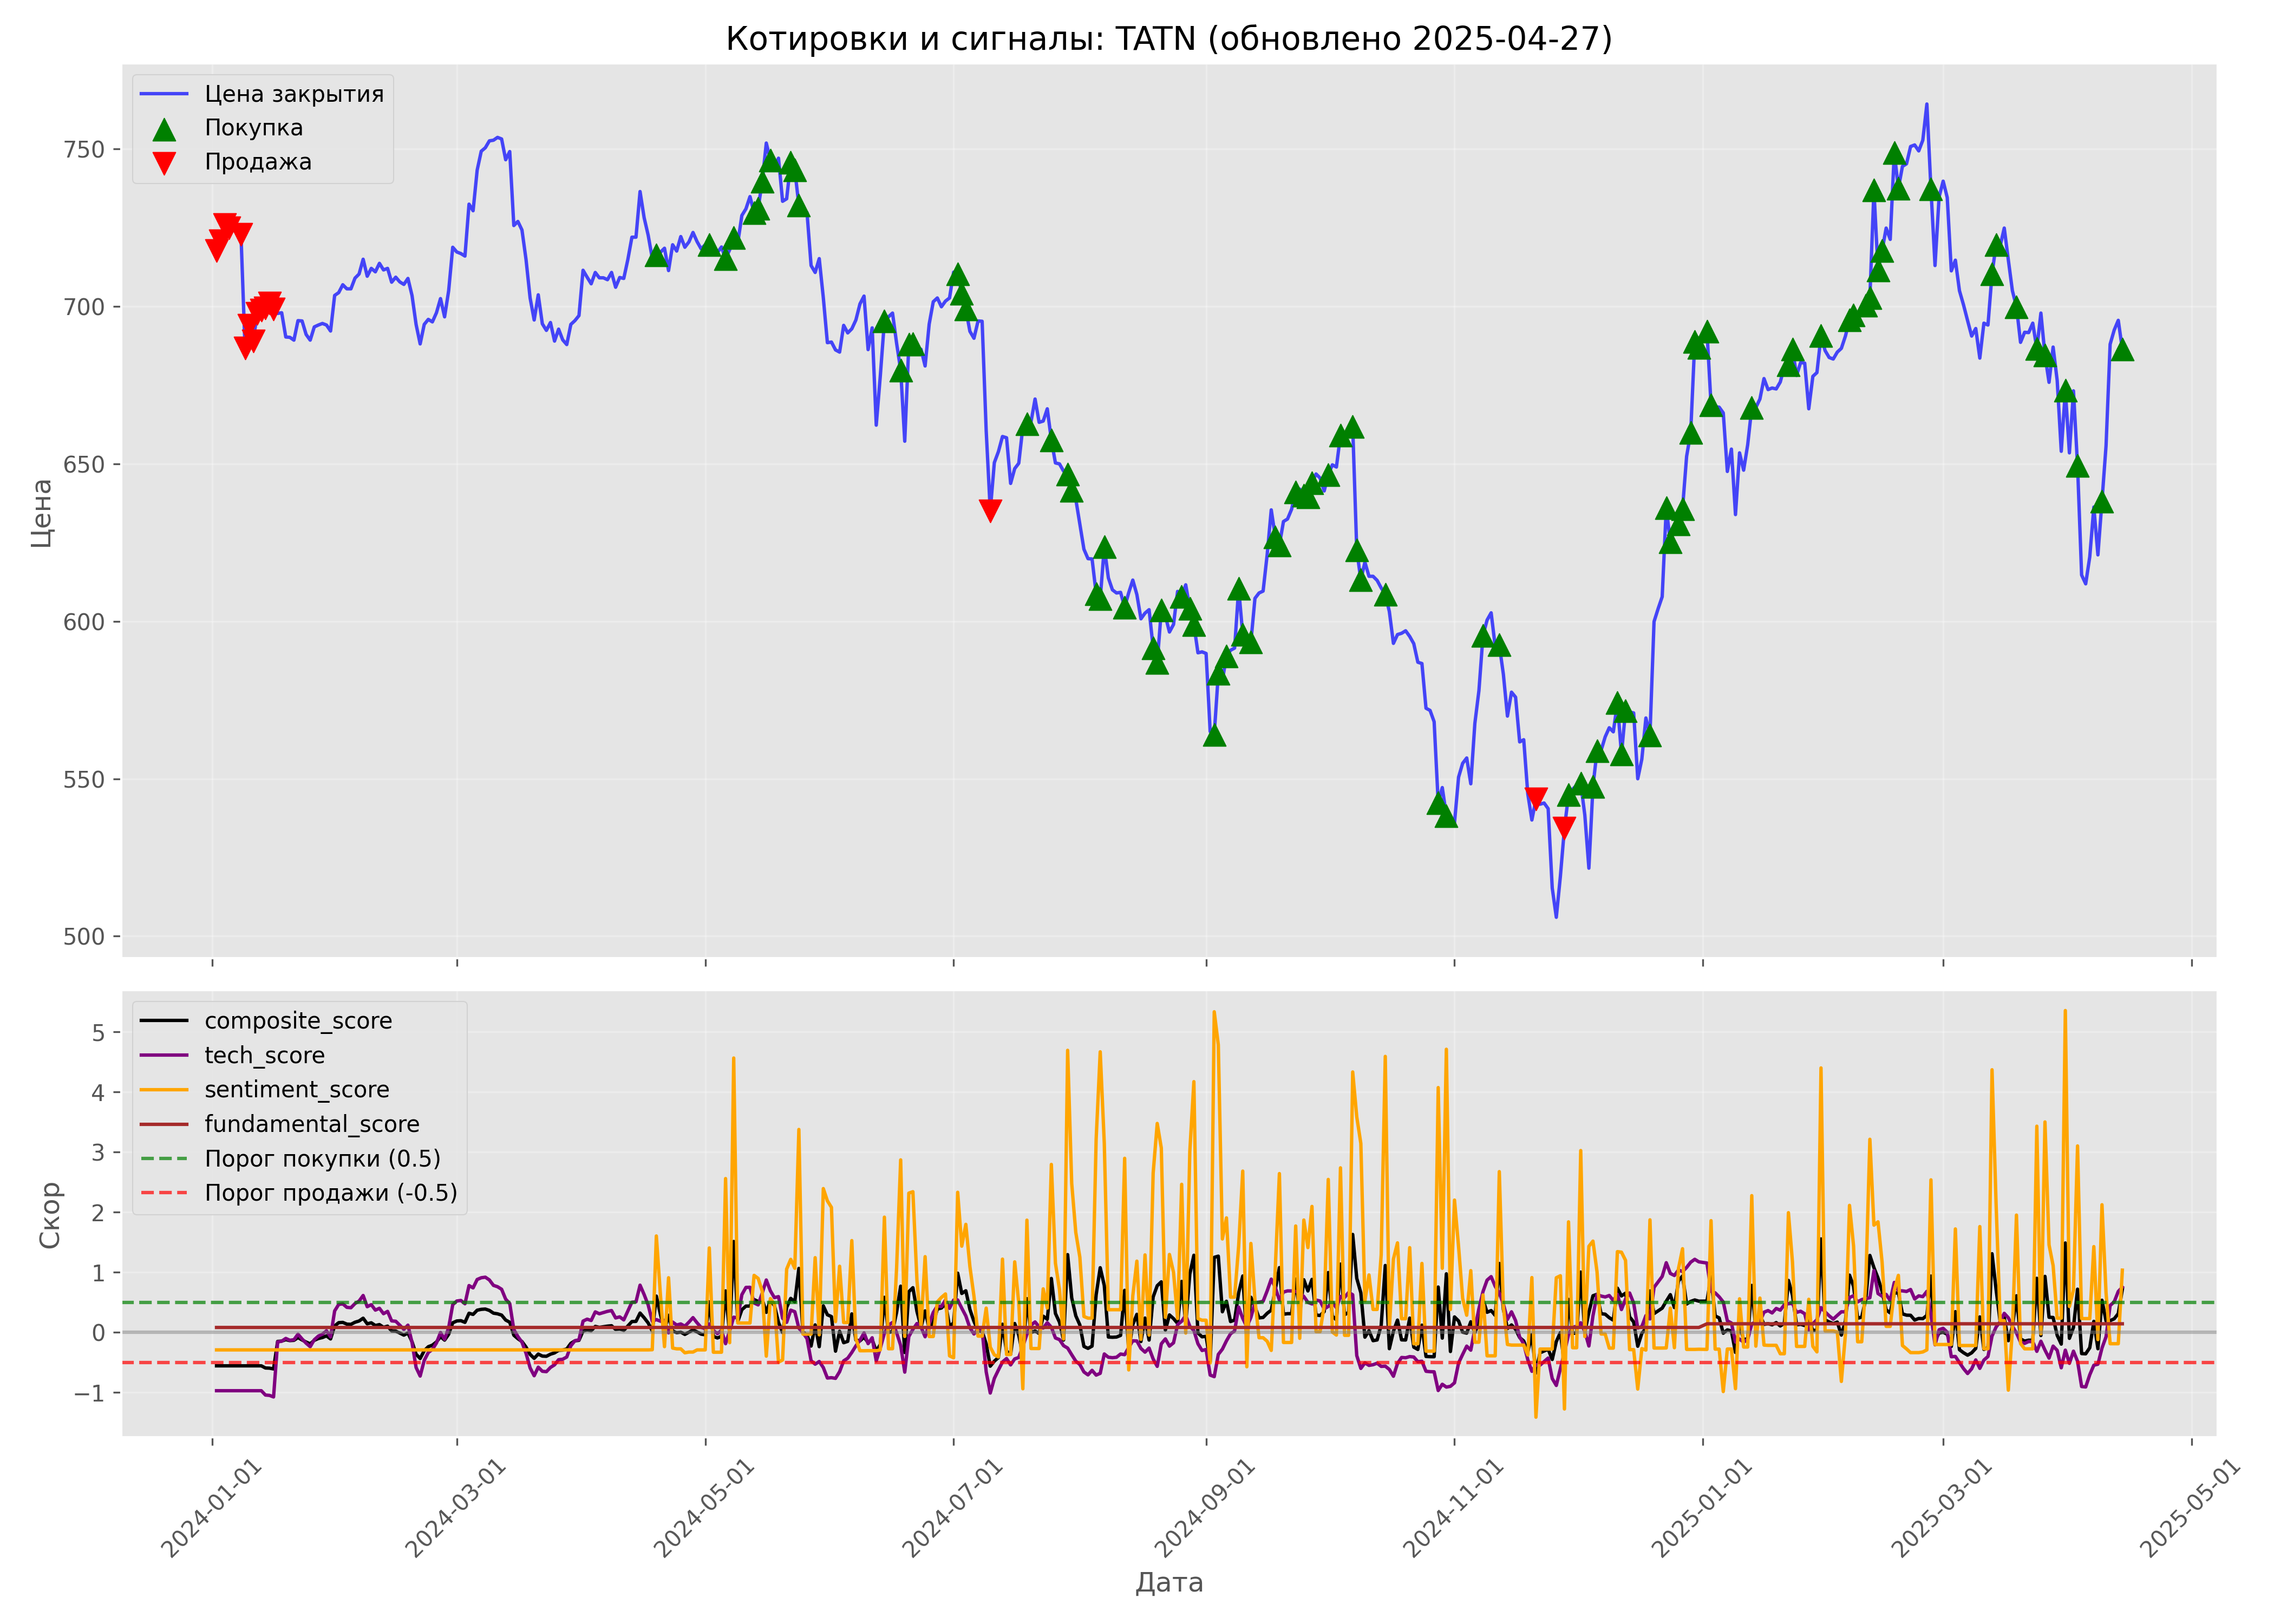 Котировки и сигналы: TATN (обновлено 2025-04-27)
Цена закрытия
Покупка
Продажа
750
700
650
600
550
500
Цена
composite_score
tech_score
sentiment_score
fundamental_score
Порог покупки (0.5)
Порог продажи (-0.5)
5
4
3
2
1
0
−1
Скор
2024-01-01
2024-03-01
2024-05-01
2024-07-01
2024-09-01
2024-11-01
2025-01-01
2025-03-01
2025-05-01
Дата